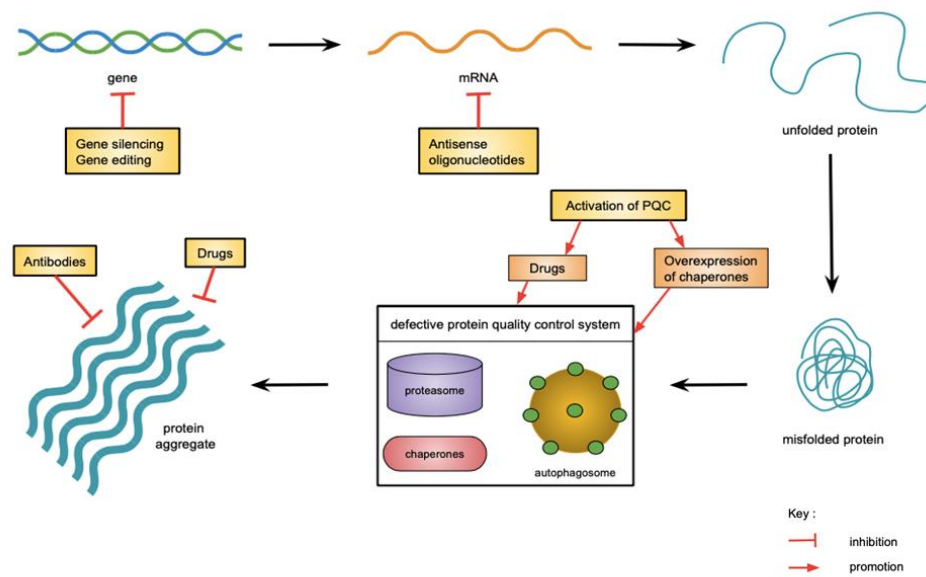 gene
mRNA
unfolded protein
Gene silencing
Gene editing
Antisense
oligonucleotides
Activation of PQC
Drugs
Overexpression
of chaperones
Antibodies
Drugs
defective protein quality control system
proteasome
chaperones
autophagosome
protein
aggregate
misfolded protein
Key :
inhibition
promotion